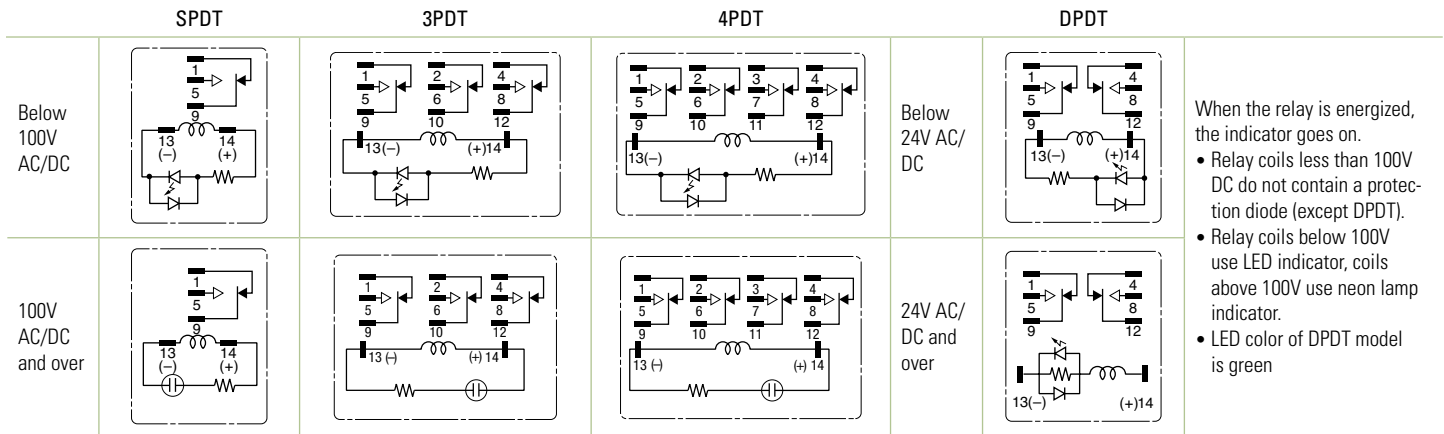 SPDT 3PDT 4PDT DPDT
Below
100V
AC/DC
1
5
9
13 14
(–) (+)
1 2 4
5 6 8
9 10 12
13(–) (+)14
1 2 3 4
5 6 7 8
9 10 11 12
13(–) (+)14
Below
24V AC/
DC
1 4
5 8
9 12
13(–) (+)14
100V
AC/DC
and over
1
5
9
13 14
(–) (+)
1 2 4
5 6 8
9 10 12
13 (–) (+) 14
1 2 3 4
5 6 7 8
9 10 11 12
13 (–) (+) 14
24V AC/
DC and
over
1 4
5 8
9 12
13(–) (+)14
When the relay is energized,
the indicator goes on.
• Relay coils less than 100V
DC do not contain a protec-
tion diode (except DPDT).
• Relay coils below 100V
use LED indicator, coils
above 100V use neon lamp
indicator.
• LED color of DPDT model
is green